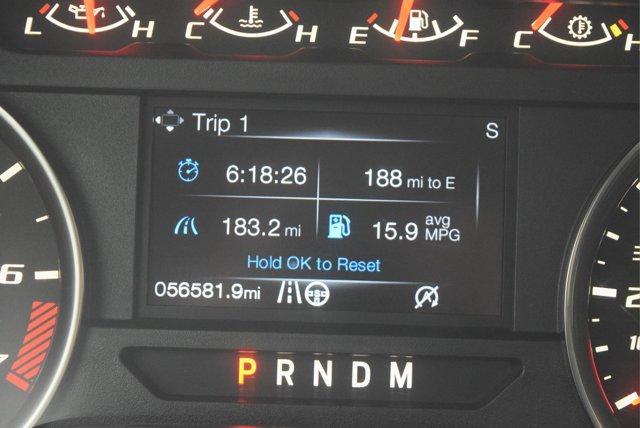 L H C H E F C H
Trip 1 S
6:18:26 188 mi to E
183.2 mi 15.9 avg MPG
Hold OK to Reset
056581.9mi
6
P R N D M